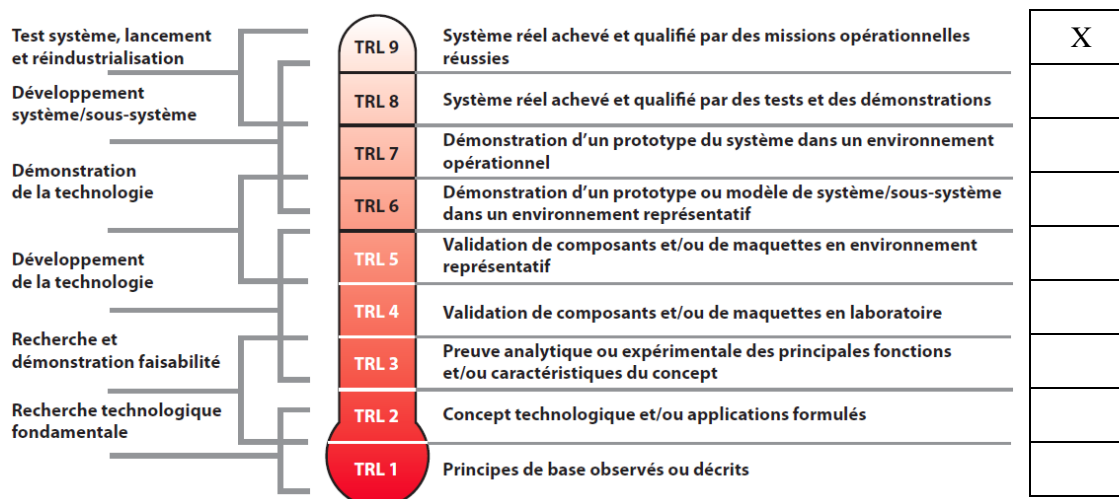 Test système, lancement
et réindustrialisation
Développement
système/sous-système
Démonstration
de la technologie
Développement
de la technologie
Recherche et
démonstration faisabilité
Recherche technologique
fondamentale
TRL 9
Système réel achevé et qualifié par des missions opérationnelles
réussies
X
TRL 8
Système réel achevé et qualifié par des tests et des démonstrations
TRL 7
Démonstration d'un prototype du système dans un environnement
opérationnel
TRL 6
Démonstration d'un prototype ou modèle de système/sous-système
dans un environnement représentatif
TRL 5
Validation de composants et/ou de maquettes en environnement
représentatif
TRL 4
Validation de composants et/ou de maquettes en laboratoire
TRL 3
Preuve analytique ou expérimentale des principales fonctions
et/ou caractéristiques du concept
TRL 2
Concept technologique et/ou applications formulés
TRL 1
Principes de base observés ou décrits